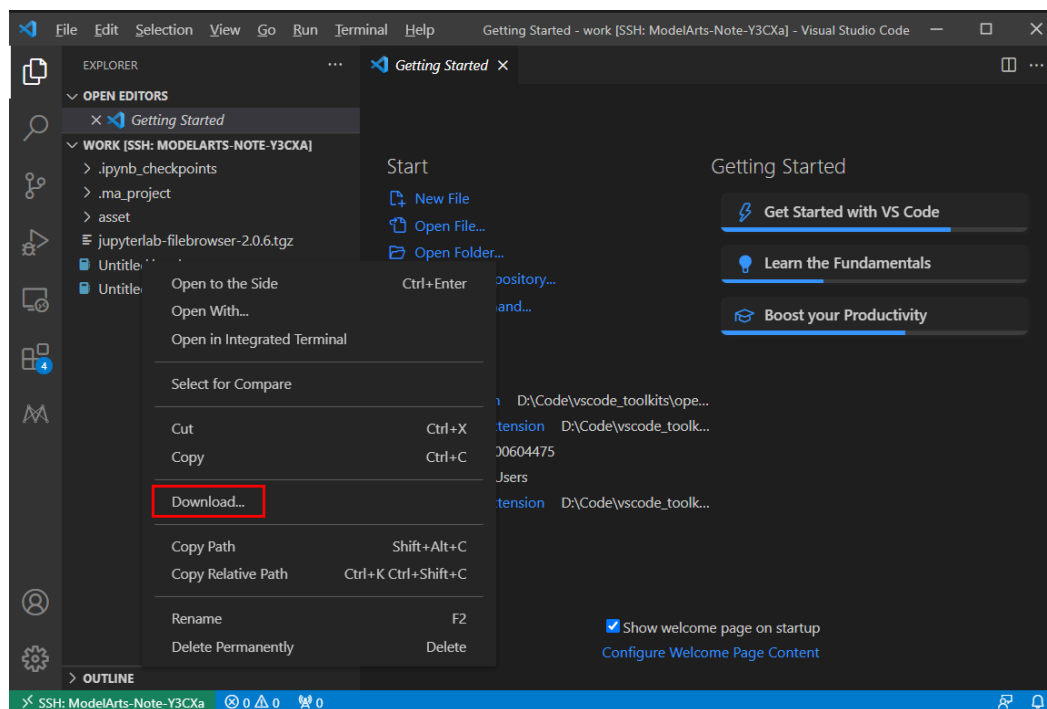 File Edit Selection View Go Run Terminal Help Getting Started - work [SSH: ModelArts-Note-Y3CXa] - Visual Studio Code
EXPLORER
Getting Started
OPEN EDITORS
Getting Started
WORK [SSH: MODELARTS-NOTE-Y3CXA]
.ipynb_checkpoints
.ma_project
asset
jupyterlab-filebrowser-2.0.6.tgz
Start
New File
Open File...
Open Folder...
Getting Started
Get Started with VS Code
Learn the Fundamentals
Boost your Productivity
Open to the Side Ctrl+Enter
Open With...
Open in Integrated Terminal
Select for Compare
Cut Ctrl+X
Copy Ctrl+C
Download...
Copy Path Shift+Alt+C
Copy Relative Path Ctrl+K Ctrl+Shift+C
Rename F2
Delete Permanently Delete
D:\Code\vscode_toolkits\ope...
D:\Code\vscode_toolk...
00604475
Users
D:\Code\vscode_toolk...
Show welcome page on startup
Configure Welcome Page Content
OUTLINE
4
SSH: ModelArts-Note-Y3CXa 0 0 0